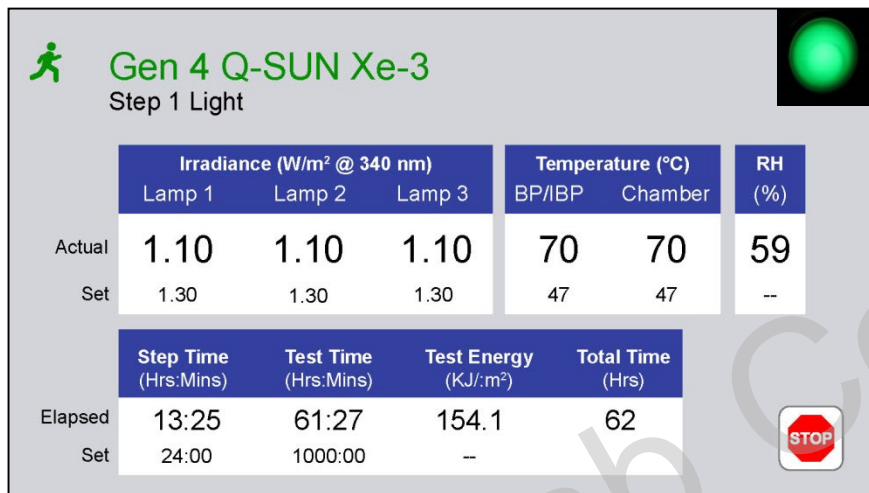 Gen 4 Q-SUN Xe-3
Step 1 Light
Irradiance (W/m² @ 340 nm) Temperature (°C) RH
Lamp 1 Lamp 2 Lamp 3 BP/IBP Chamber (%)
Actual 1.10 1.10 1.10 70 70 59
Set 1.30 1.30 1.30 47 47 --
Step Time Test Time Test Energy Total Time
(Hrs:Mins) (Hrs:Mins) (KJ/:m²) (Hrs)
Elapsed 13:25 61:27 154.1 62
Set 24:00 1000:00 --
STOP